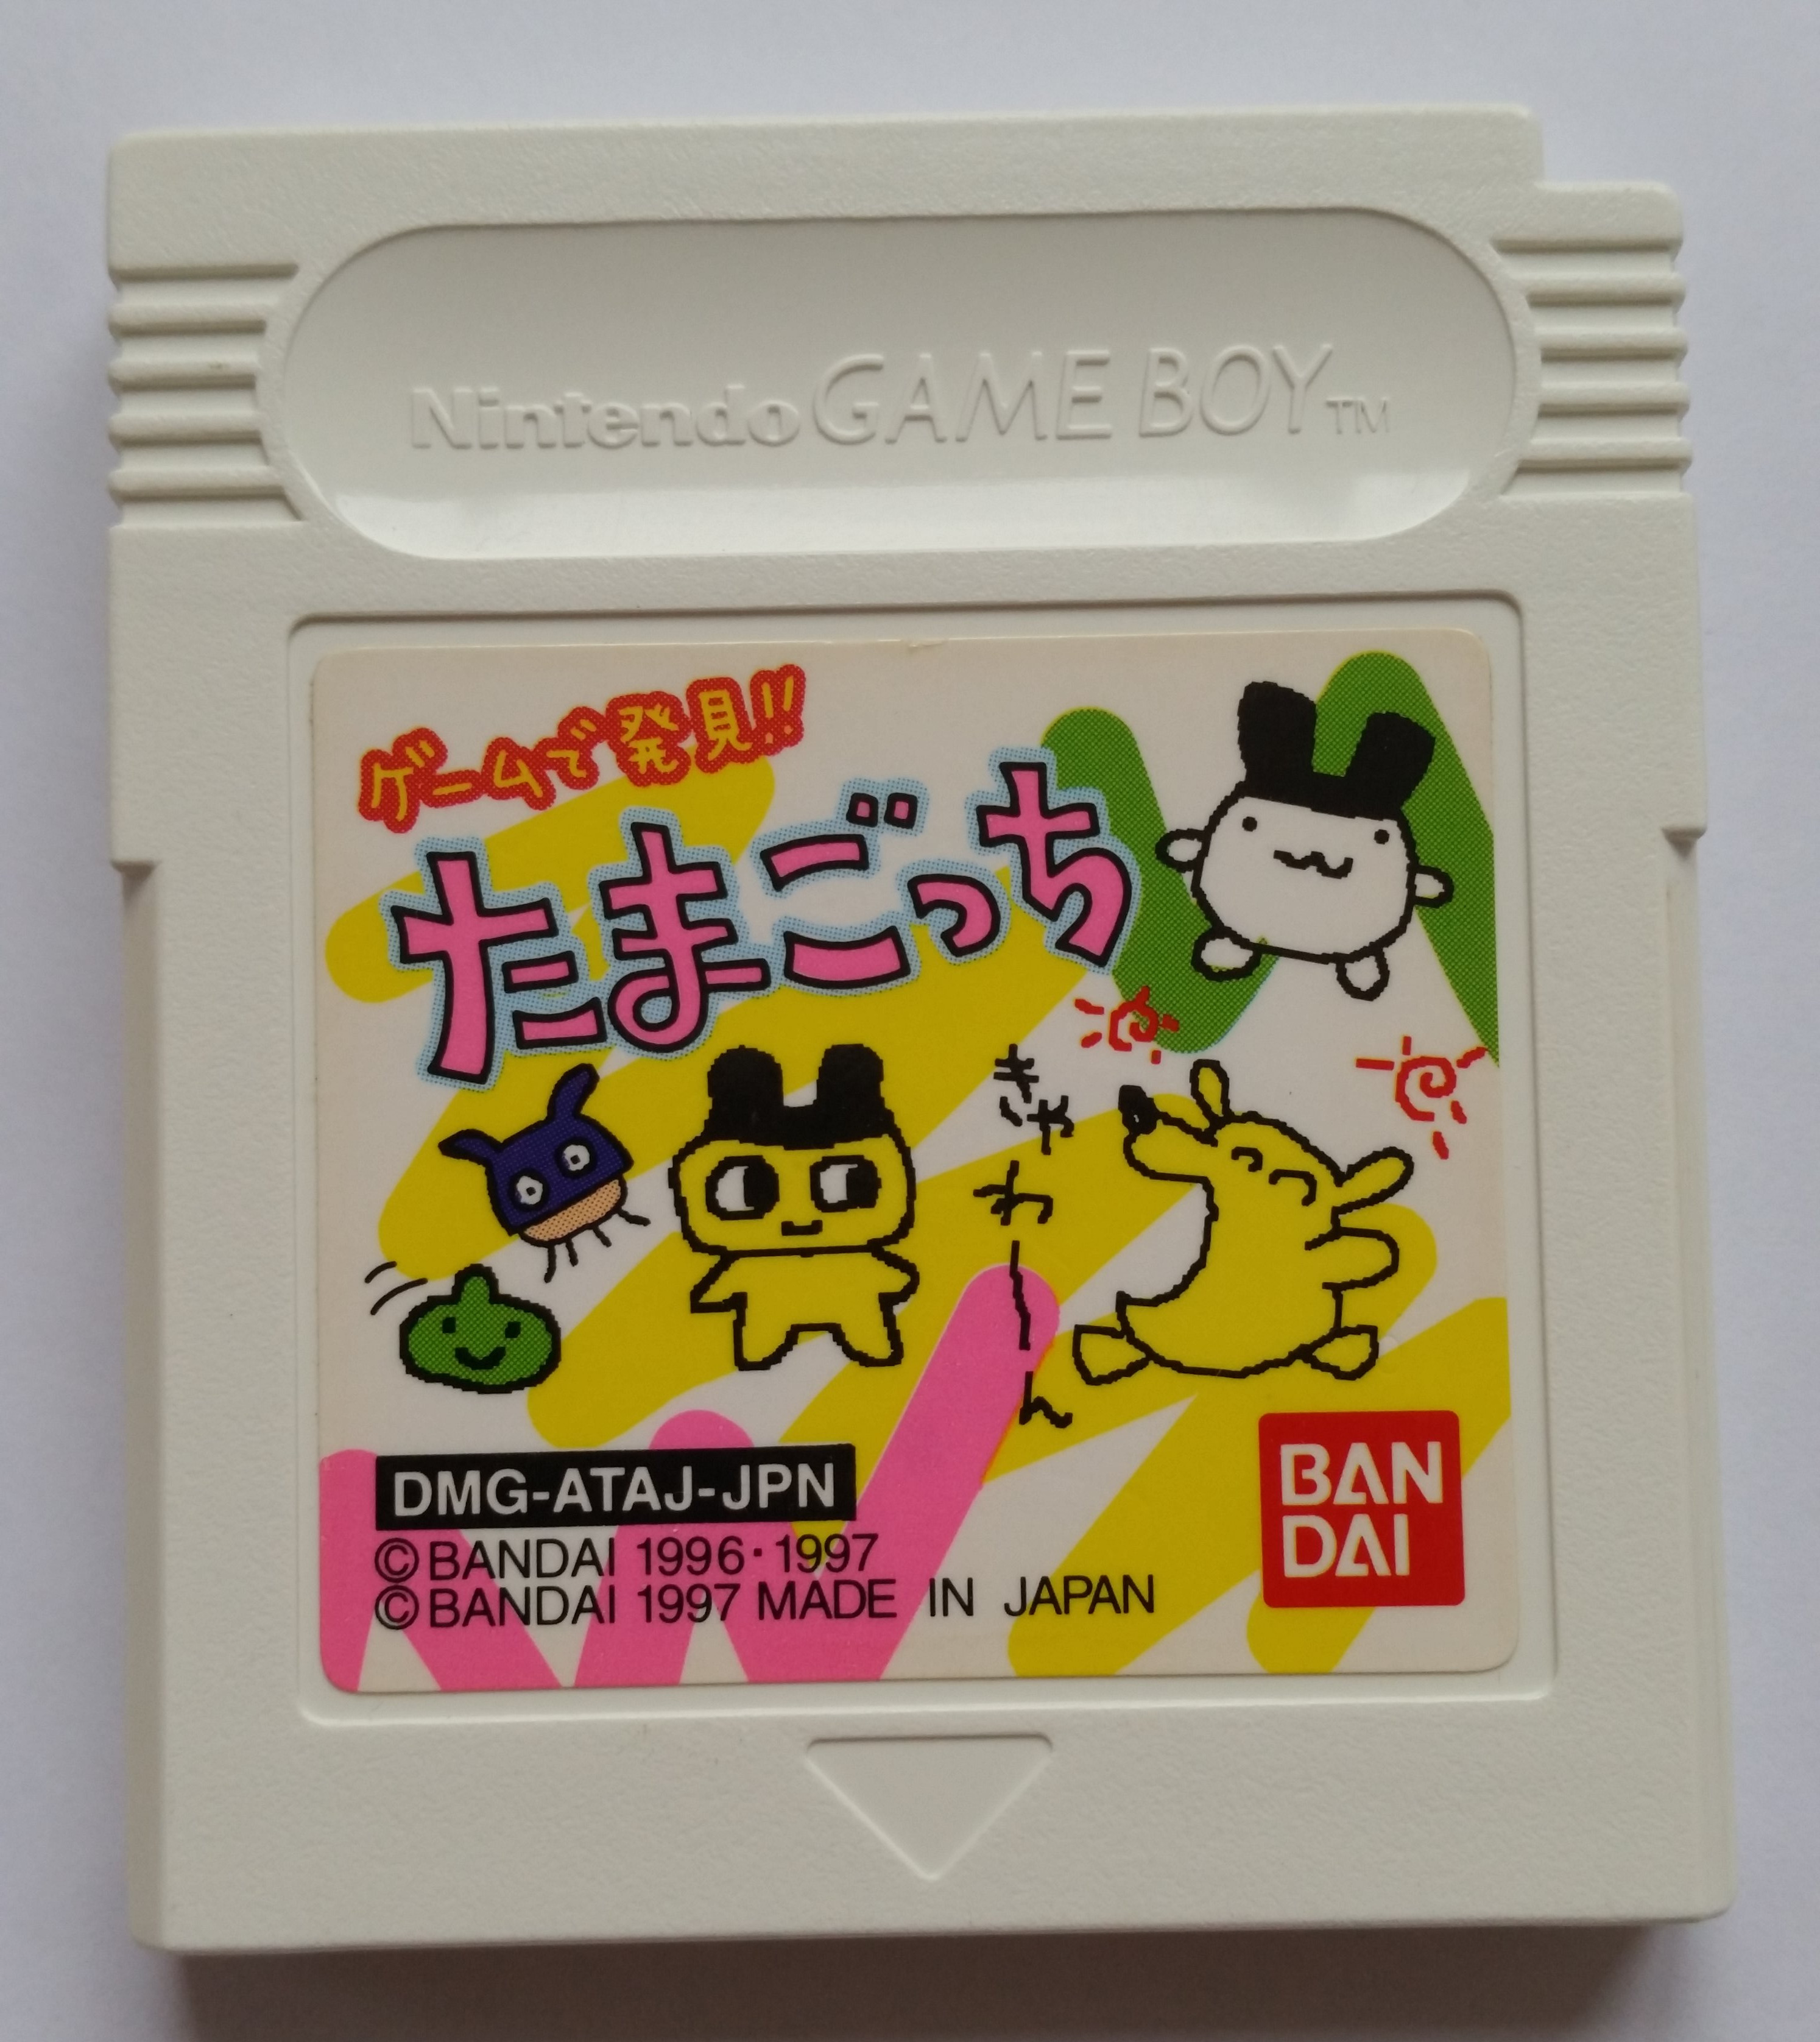 Nintendo GAME BOY TM
ゲームで発見!!
たまごっち
きゃわーん
DMG-ATAJ-JPN
©BANDAI 1996・1997
©BANDAI 1997 MADE IN JAPAN
BAN
DAI